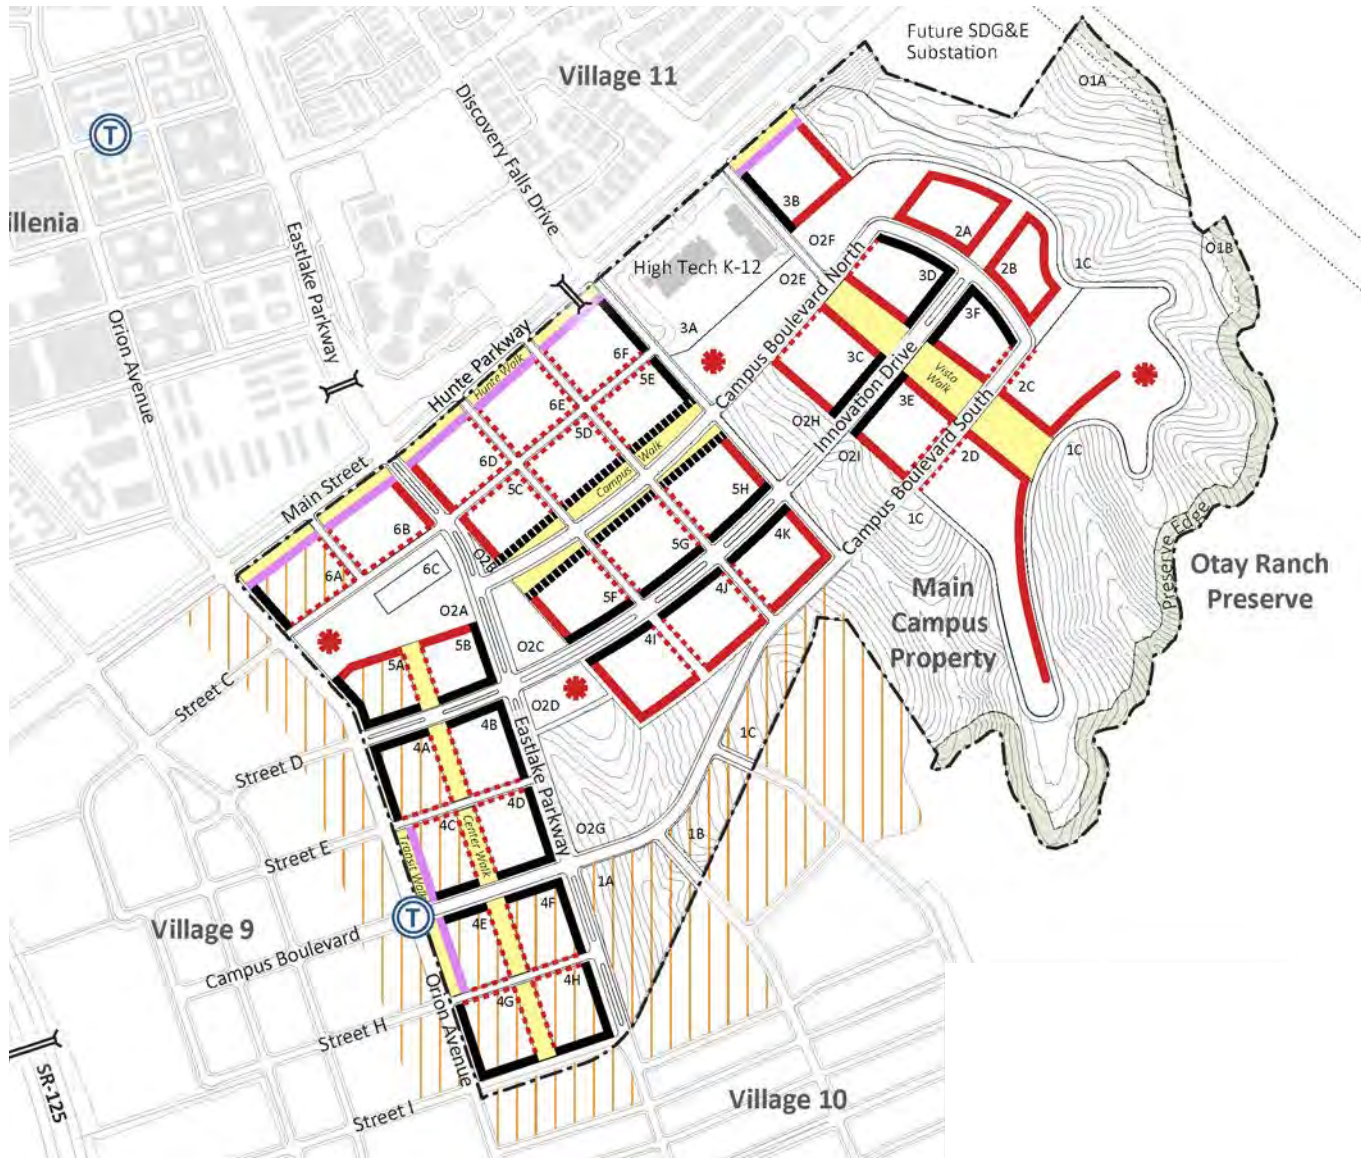 Future SDG&E
Substation
Village 11
O1A
T
Discovery Falls Drive
illenia
Eastlake Parkway
3B
2A
O1B
O2F
1C
2B
High Tech K-12
O2E
3D
Orion Avenue
3A
Campus Boulevard North
3F
Hunte Parkway
6F
Hunte Walk
5E
3C
Innovation Drive
Vista
Walk
2C
6E
3E
5D
O2H
Campus Boulevard South
6D
Campus Walk
O2I
2D
1C
Main Street
5C
5H
1C
6B
4K
Preserve Edge
O2B
5G
6C
6A
5F
4J
Main
Campus
Property
Otay Ranch
Preserve
O2A
O2C
4I
5B
5A
Street C
O2D
4B
4A
Eastlake Parkway
1C
Street D
4D
4C
Center Walk
O2G
1B
Street E
Transit Walk
1A
T
4F
4E
Village 9
Campus Boulevard
4H
4G
Orion Avenue
Street H
SR-125
Street I
Village 10